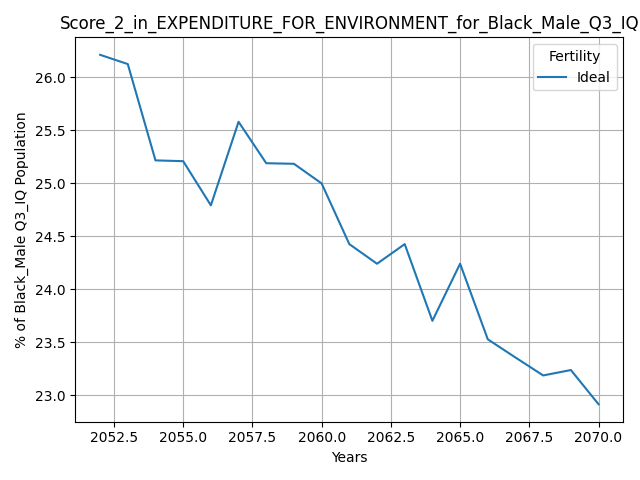 Score_2_in_EXPENDITURE_FOR_ENVIRONMENT_for_Black_Male_Q3_IQ
Fertility
Ideal
26.0
25.5
25.0
24.5
24.0
23.5
23.0
% of Black_Male Q3_IQ Population
2052.5 2055.0 2057.5 2060.0 2062.5 2065.0 2067.5 2070.0
Years